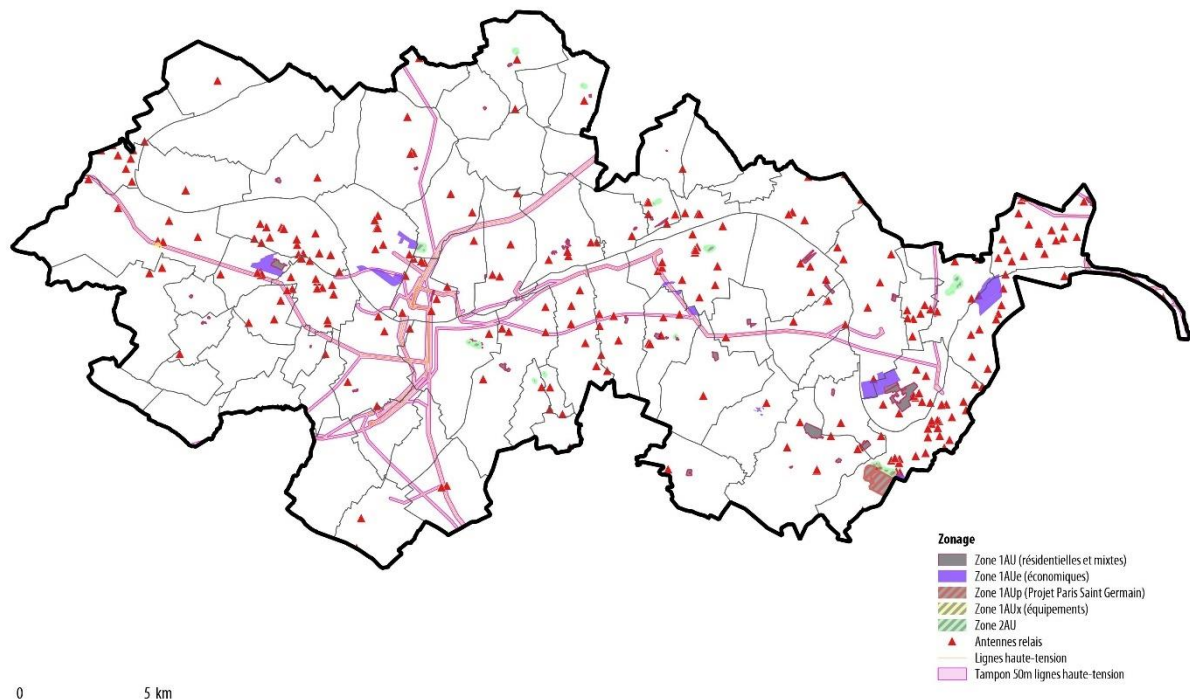 Zonage
Zone 1AU (résidentielles et mixtes)
Zone 1AUe (économiques)
Zone 1AUp (Projet Paris Saint Germain)
Zone 1AUx (équipements)
Zone 2AU
Antennes relais
Lignes haute-tension
Tampon 50m lignes haute-tension
0 5 km